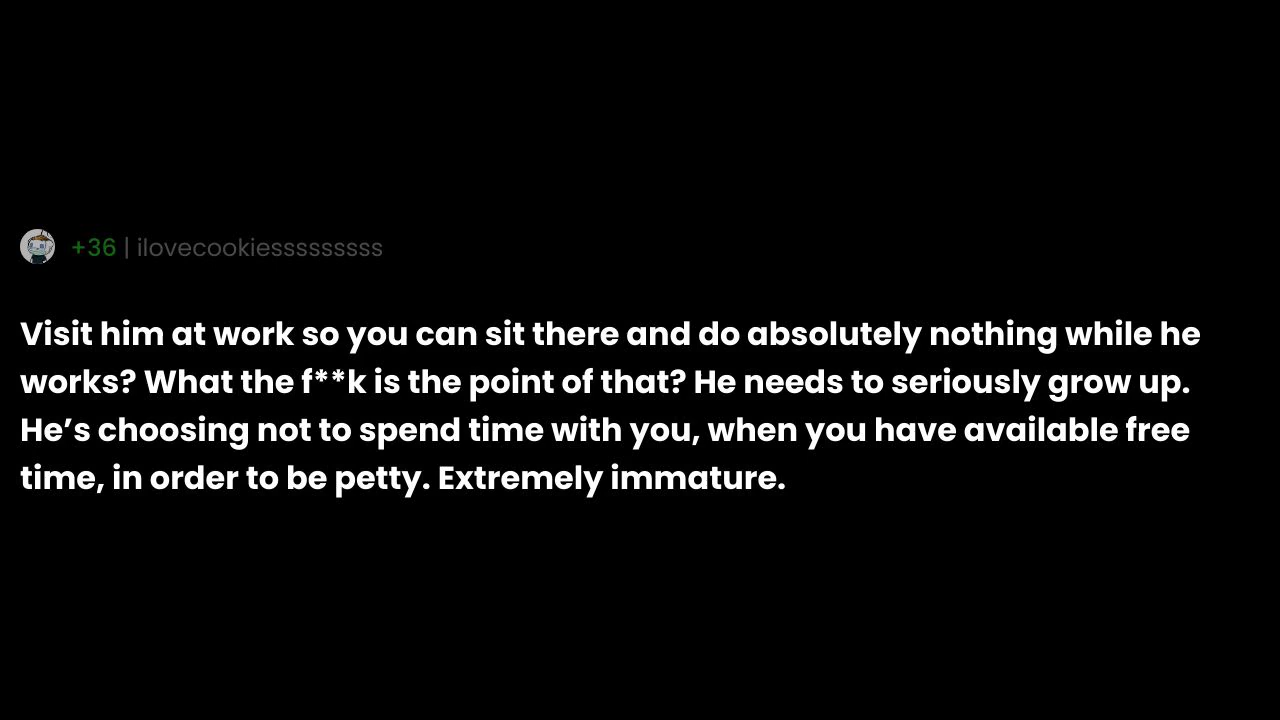 +36 | ilovecookiesssssssss
Visit him at work so you can sit there and do absolutely nothing while he
works? What the f**k is the point of that? He needs to seriously grow up.
He’s choosing not to spend time with you, when you have available free
time, in order to be petty. Extremely immature.